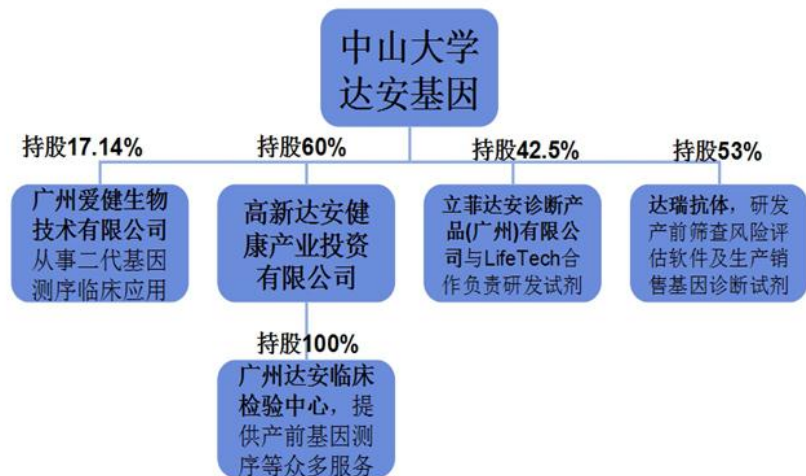 中山大学
达安基因
持股17.14%
持股60%
持股42.5%
持股53%
广州爱健生物
技术有限公司
从事二代基因
测序临床应用
高新达安健
康产业投资
有限公司
立菲达安诊断产
品(广州)有限公
司与LifeTech合
作负责研发试剂
达瑞抗体，研发
产前筛查风险评
估软件及生产销
售基因诊断试剂
持股100%
广州达安临床
检验中心，提
供产前基因测
序等众多服务